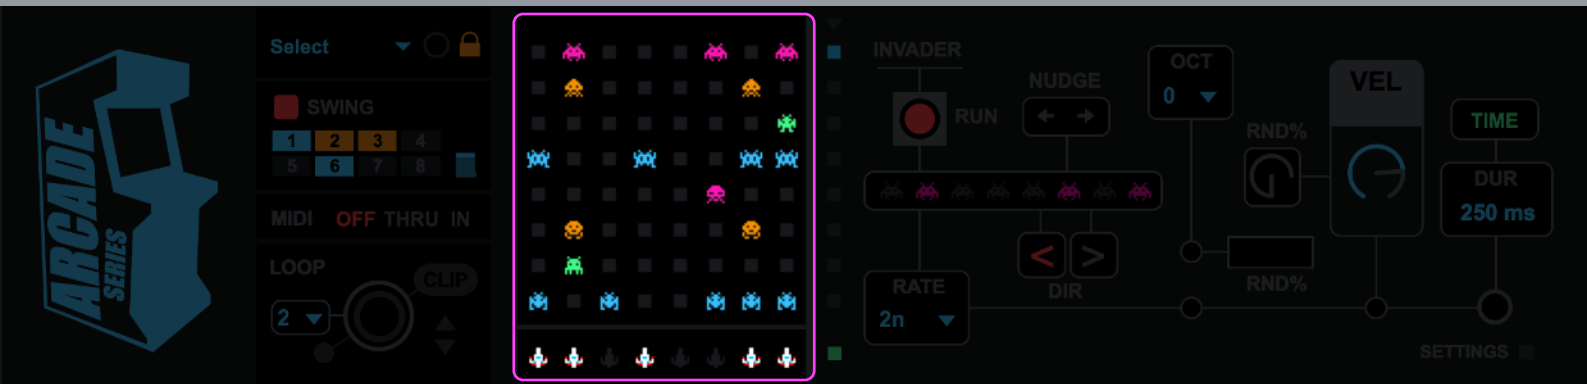 ARCADE
SERIES
Select
SWING
1 2 3 4
5 6 7 8
MIDI OFF THRU IN
LOOP
CLIP
2
INVADER
RUN
NUDGE
DIR
RATE
2n
OCT
0
RND%
RND%
VEL
TIME
DUR
250 ms
SETTINGS